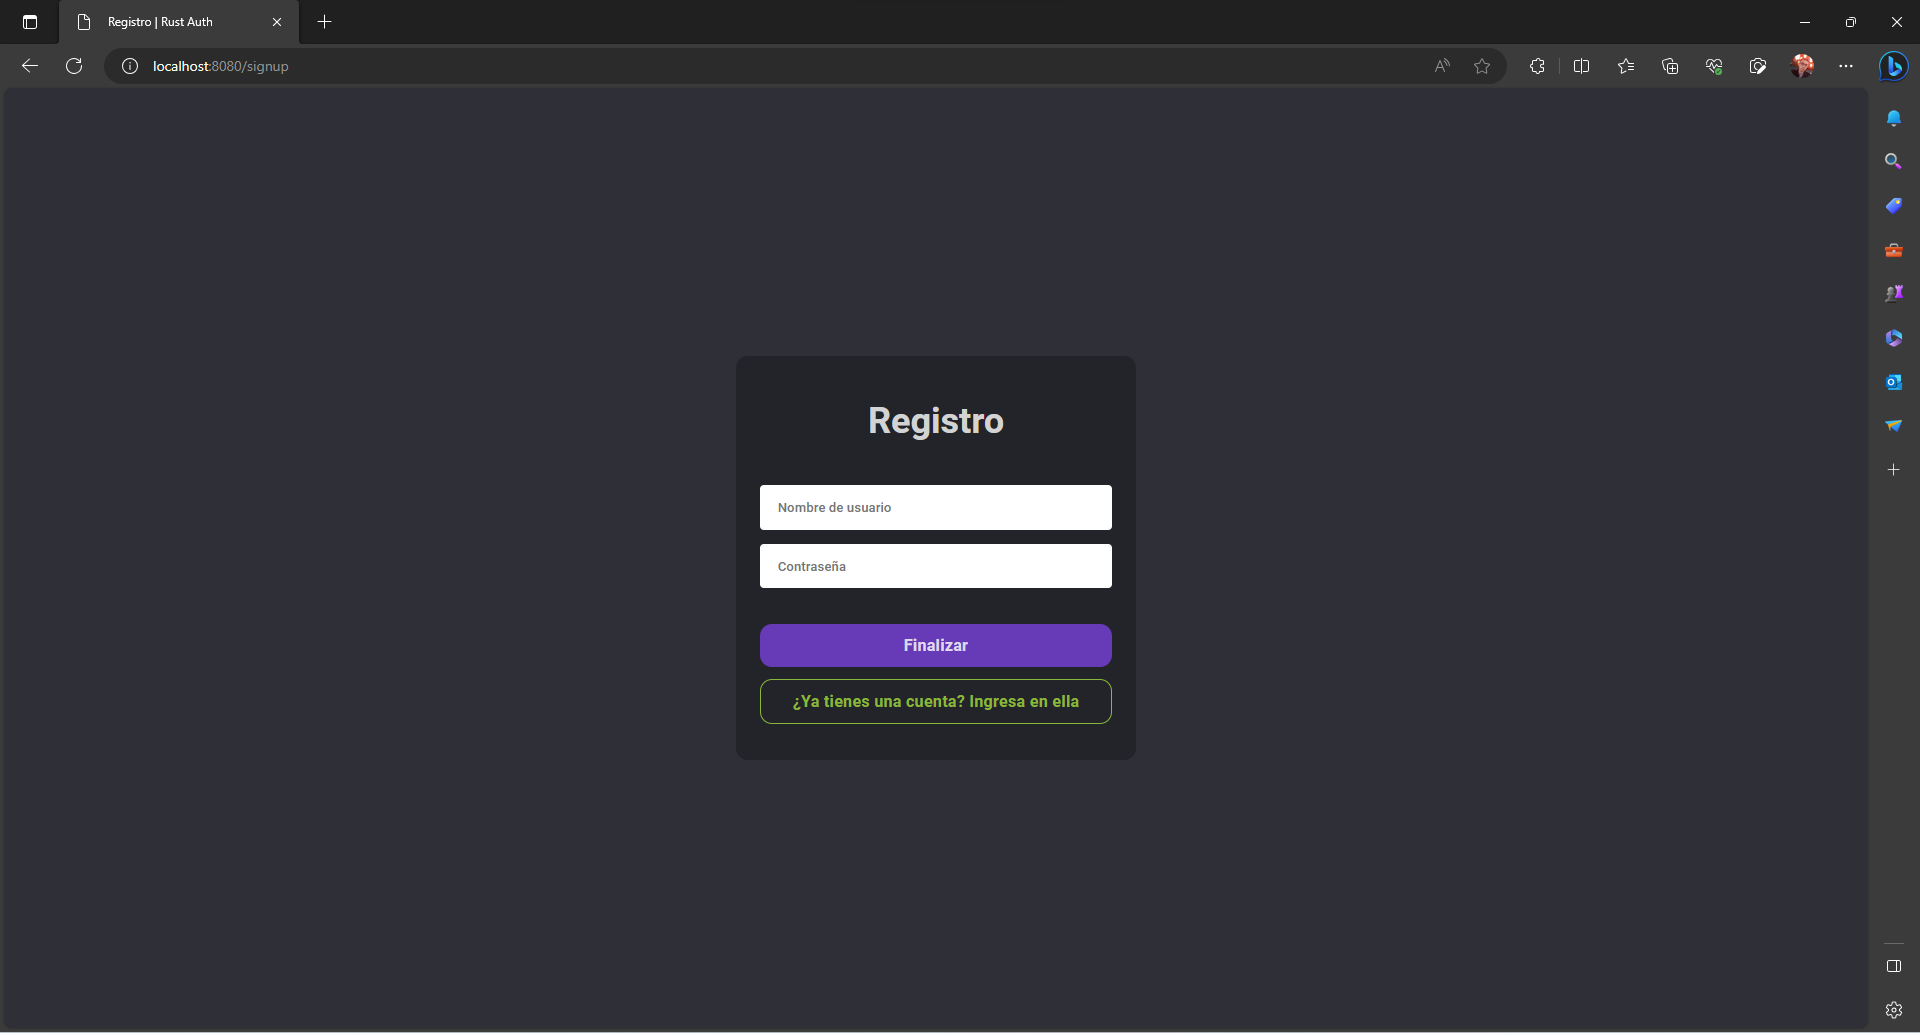 Registro | Rust Auth
localhost:8080/signup
Registro
Nombre de usuario
Contraseña
Finalizar
¿Ya tienes una cuenta? Ingresa en ella